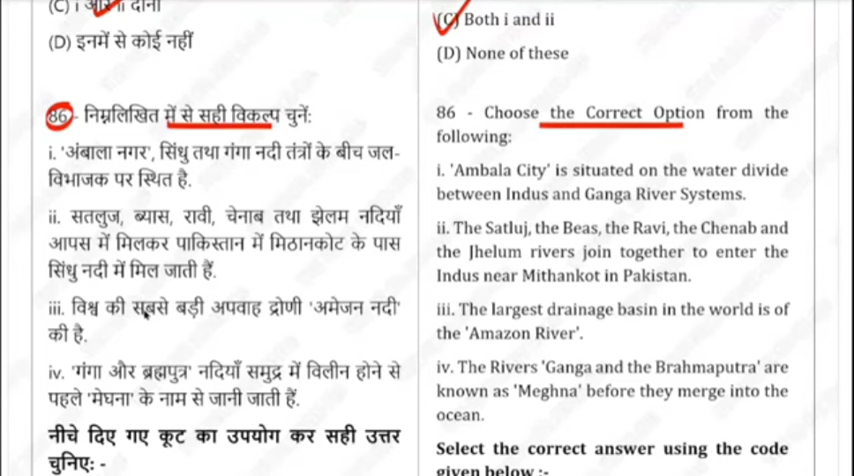 (C) i और ii दोनों
(D) इनमें से कोई नहीं
86 - निम्नलिखित में से सही विकल्प चुनें:
i. 'अंबाला नगर', सिंधु तथा गंगा नदी तंत्रों के बीच जल-
विभाजक पर स्थित है.
ii. सतलुज, ब्यास, रावी, चेनाब तथा झेलम नदियाँ
आपस में मिलकर पाकिस्तान में मिठानकोट के पास
सिंधु नदी में मिल जाती हैं.
iii. विश्व की सबसे बड़ी अपवाह द्रोणी 'अमेजन नदी'
की है.
iv. 'गंगा और ब्रह्मपुत्र' नदियाँ समुद्र में विलीन होने से
पहले 'मेघना' के नाम से जानी जाती हैं.
नीचे दिए गए कूट का उपयोग कर सही उत्तर
चुनिए: -
(C) Both i and ii
(D) None of these
86 - Choose the Correct Option from the
following:
i. 'Ambala City' is situated on the water divide
between Indus and Ganga River Systems.
ii. The Satluj, the Beas, the Ravi, the Chenab and
the Jhelum rivers join together to enter the
Indus near Mithankot in Pakistan.
iii. The largest drainage basin in the world is of
the 'Amazon River'.
iv. The Rivers 'Ganga and the Brahmaputra' are
known as 'Meghna' before they merge into the
ocean.
Select the correct answer using the code
given below :-